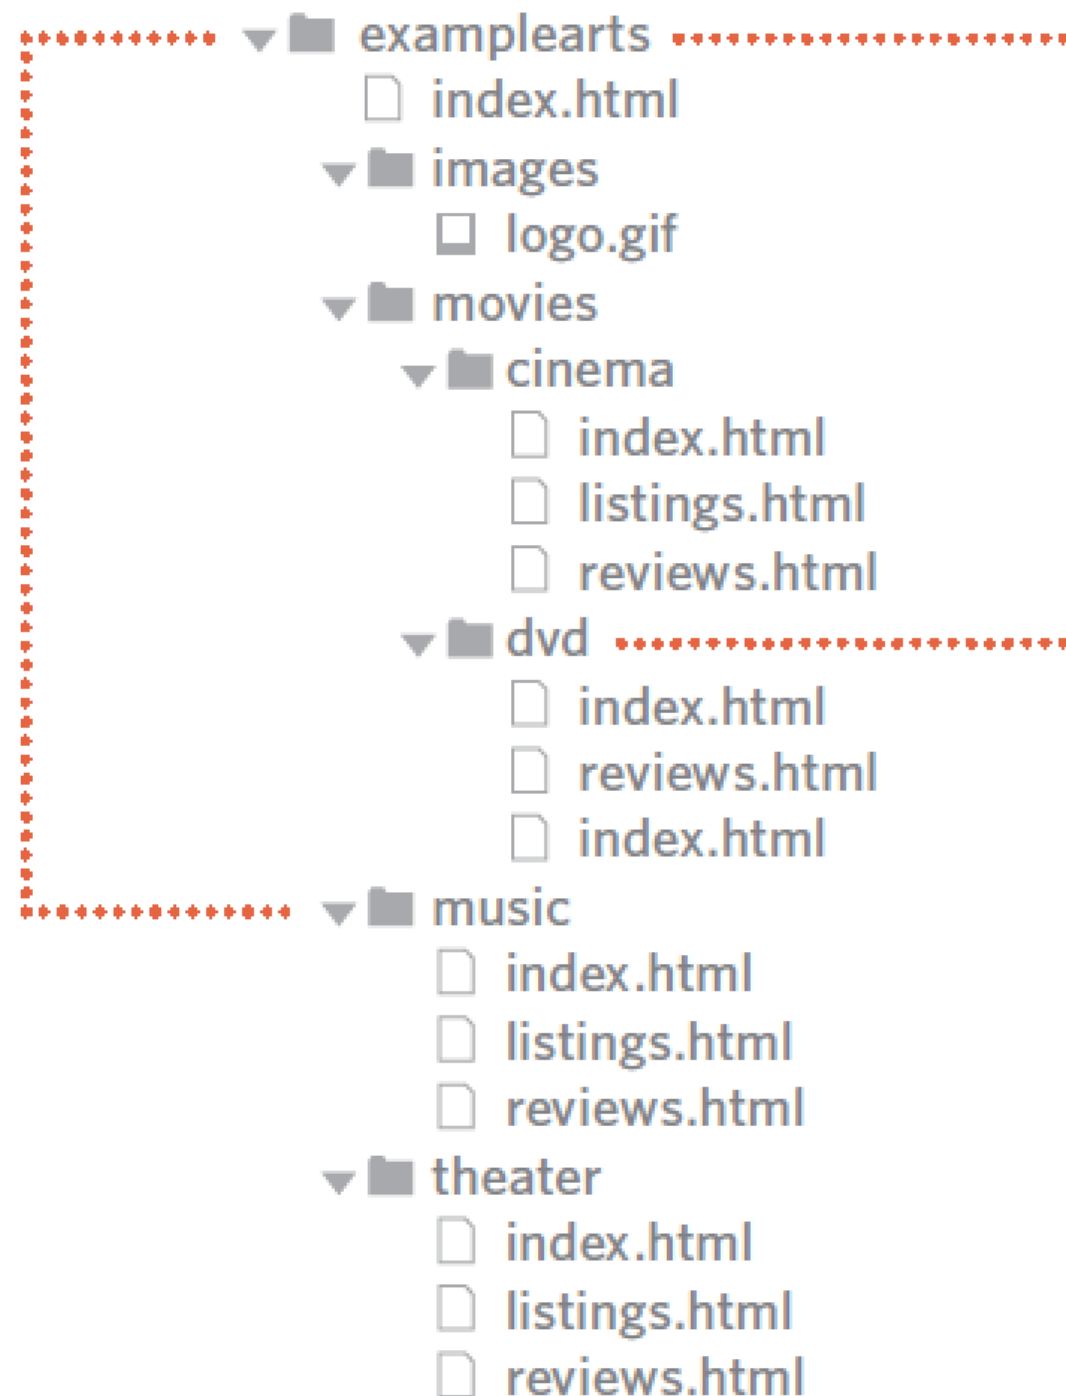 examplearts
index.html
images
logo.gif
movies
cinema
index.html
listings.html
reviews.html
dvd
index.html
reviews.html
index.html
music
index.html
listings.html
reviews.html
theater
index.html
listings.html
reviews.html